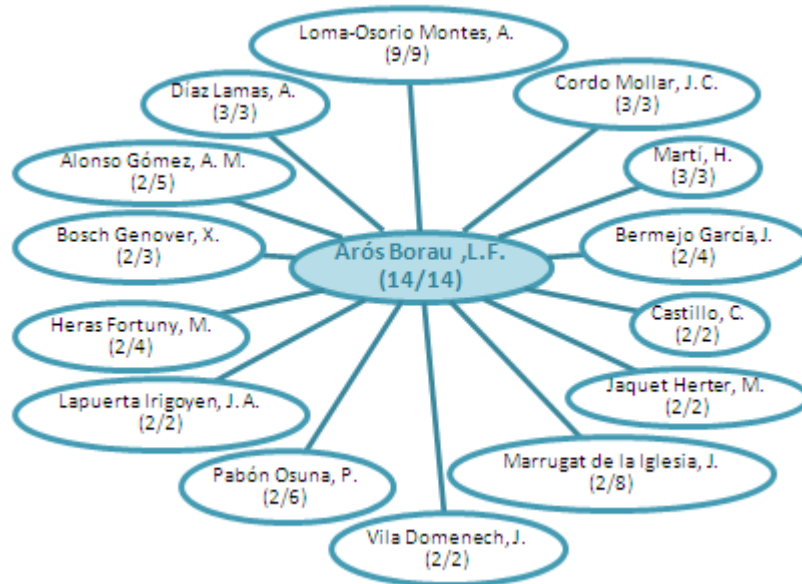 Loma-Osorio Montes, A.
(9/9)
Díaz Lamas, A.
(3/3)
Cordo Mollar, J. C.
(3/3)
Alonso Gómez, A. M.
(2/5)
Martí, H.
(3/3)
Bosch Genover, X.
(2/3)
Arós Borau ,L.F.
(14/14)
Bermejo García,J.
(2/4)
Heras Fortuny, M.
(2/4)
Castillo, C.
(2/2)
Lapuerta Irigoyen, J. A.
(2/2)
Jaquet Herter, M.
(2/2)
Pabón Osuna, P.
(2/6)
Marrugat de la Iglesia, J.
(2/8)
Vila Domenech, J.
(2/2)